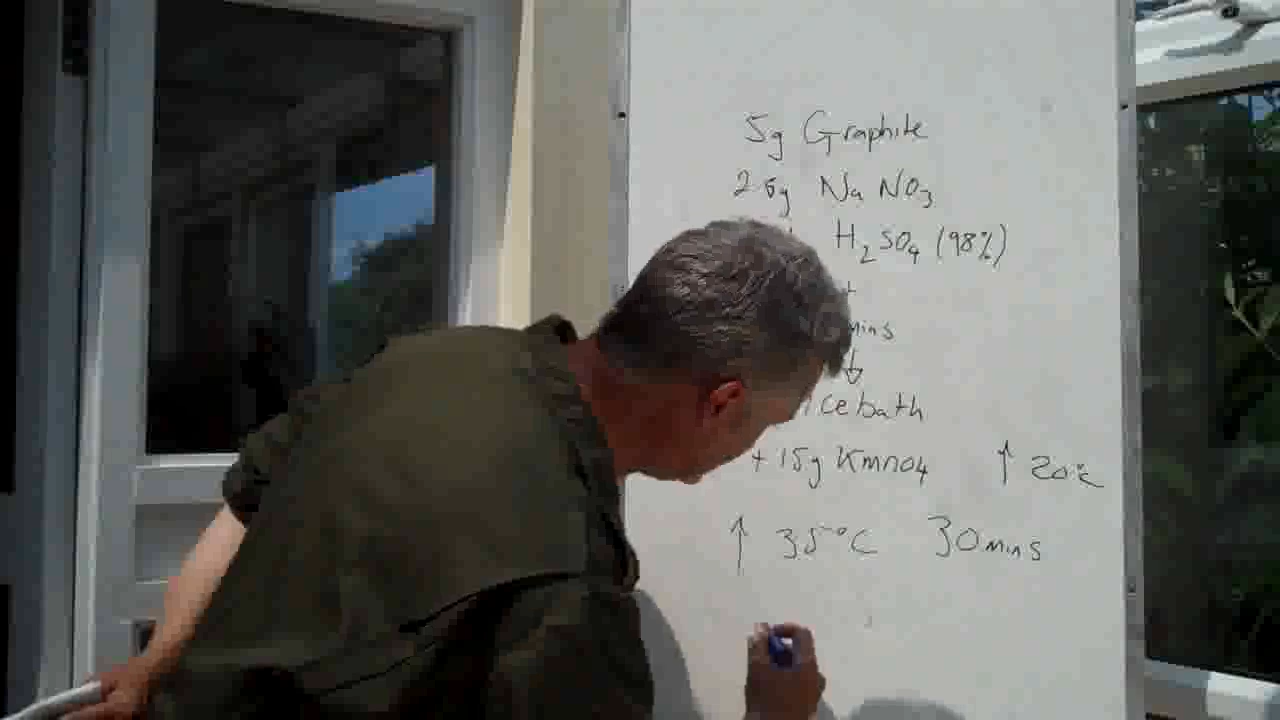 5g Graphite
2.5g Na NO3
H2SO4 (98%)
+
mins
↓
Ice bath
+ 15g KmnO4 ↑ 20°C
↑ 35°C 30 mins